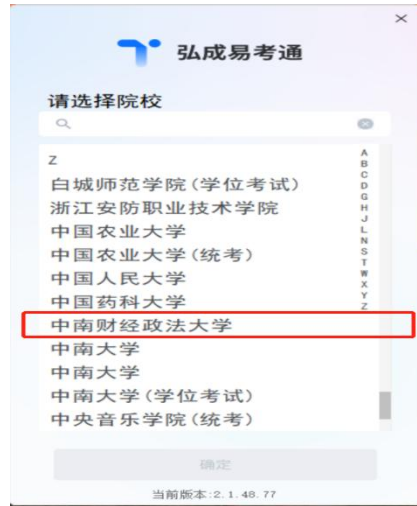 弘成易考通
请选择院校
Z
白城师范学院(学位考试)
浙江安防职业技术学院
中国农业大学
中国农业大学(统考)
中国人民大学
中国药科大学
中南财经政法大学
中南大学
中南大学
中南大学(学位考试)
中央音乐学院(统考)
A
B
C
D
G
H
J
L
N
S
T
W
X
Y
Z
确定
当前版本:2.1.48.77